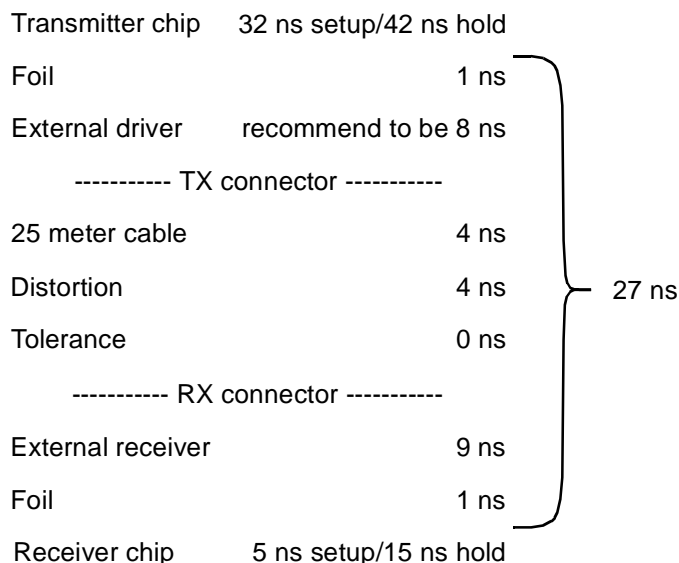 Transmitter chip 32 ns setup/42 ns hold
Foil 1 ns
External driver recommend to be 8 ns
----------- TX connector -----------
25 meter cable 4 ns
Distortion 4 ns
27 ns
Tolerance 0 ns
----------- RX connector -----------
External receiver 9 ns
Foil 1 ns
Receiver chip 5 ns setup/15 ns hold